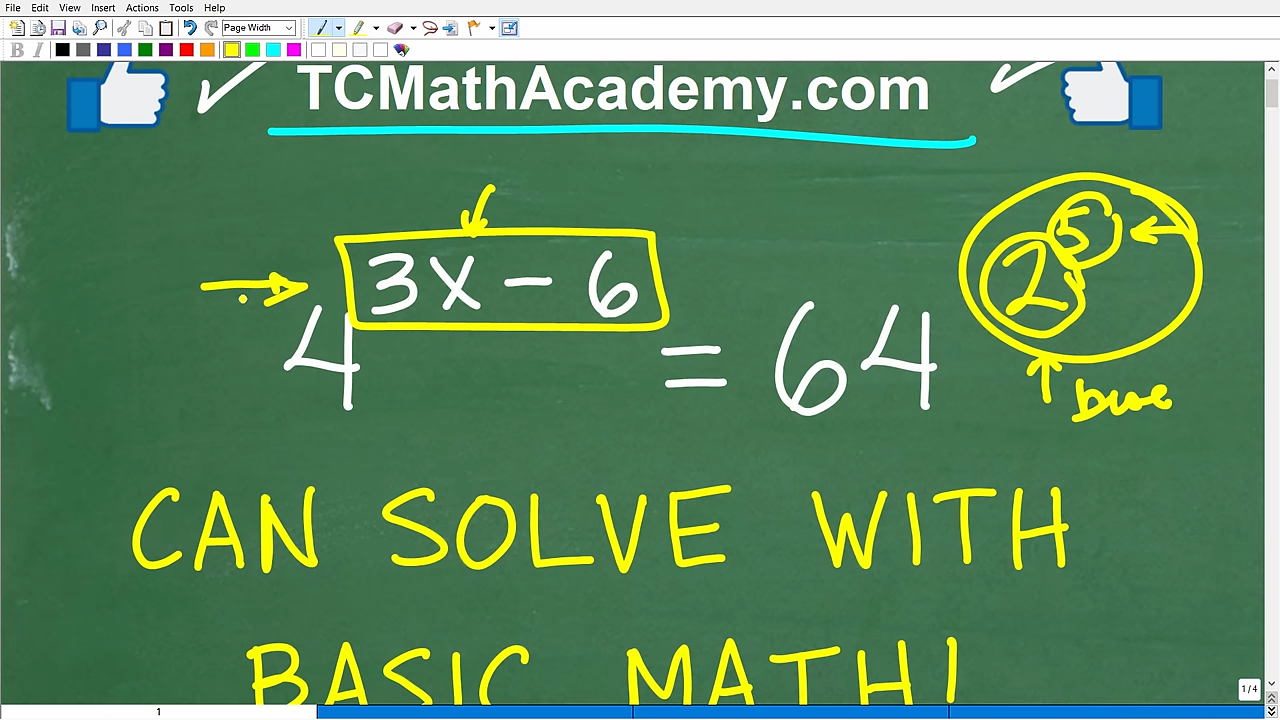 File Edit View Insert Actions Tools Help
Page Width
B I
TCMathAcademy.com
4^(3x - 6) = 64
2^5
base
CAN SOLVE WITH
BASIC MATH!
1 / 4
1